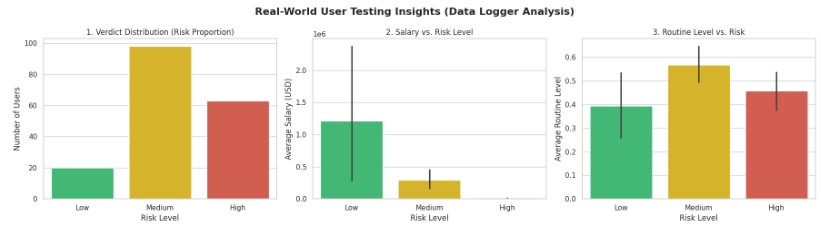 Real-World User Testing Insights (Data Logger Analysis)
1. Verdict Distribution (Risk Proportion)
Number of Users
100
80
60
40
20
0
Low
Medium
High
Risk Level
2. Salary vs. Risk Level
1e6
Average Salary (USD)
2.0
1.5
1.0
0.5
0.0
Low
Medium
High
Risk Level
3. Routine Level vs. Risk
Average Routine Level
0.6
0.5
0.4
0.3
0.2
0.1
0.0
Low
Medium
High
Risk Level